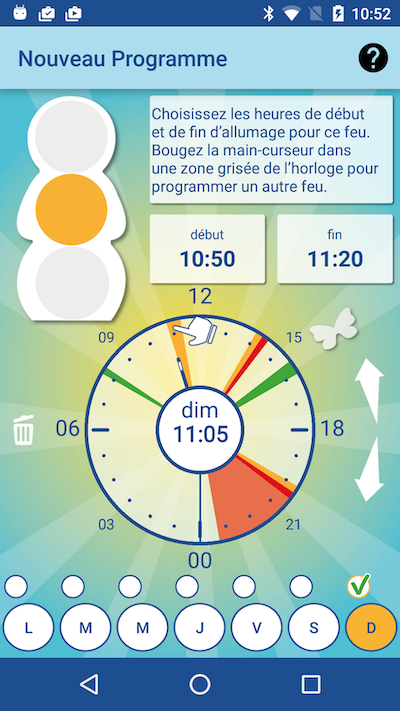 10:52
Nouveau Programme
?
Choisissez les heures de début
et de fin d'allumage pour ce feu.
Bougez la main-curseur dans
une zone grisée de l'horloge pour
programmer un autre feu.
début
10:50
fin
11:20
12
09
15
06
dim
11:05
18
03
21
00
L
M
M
J
V
S
D